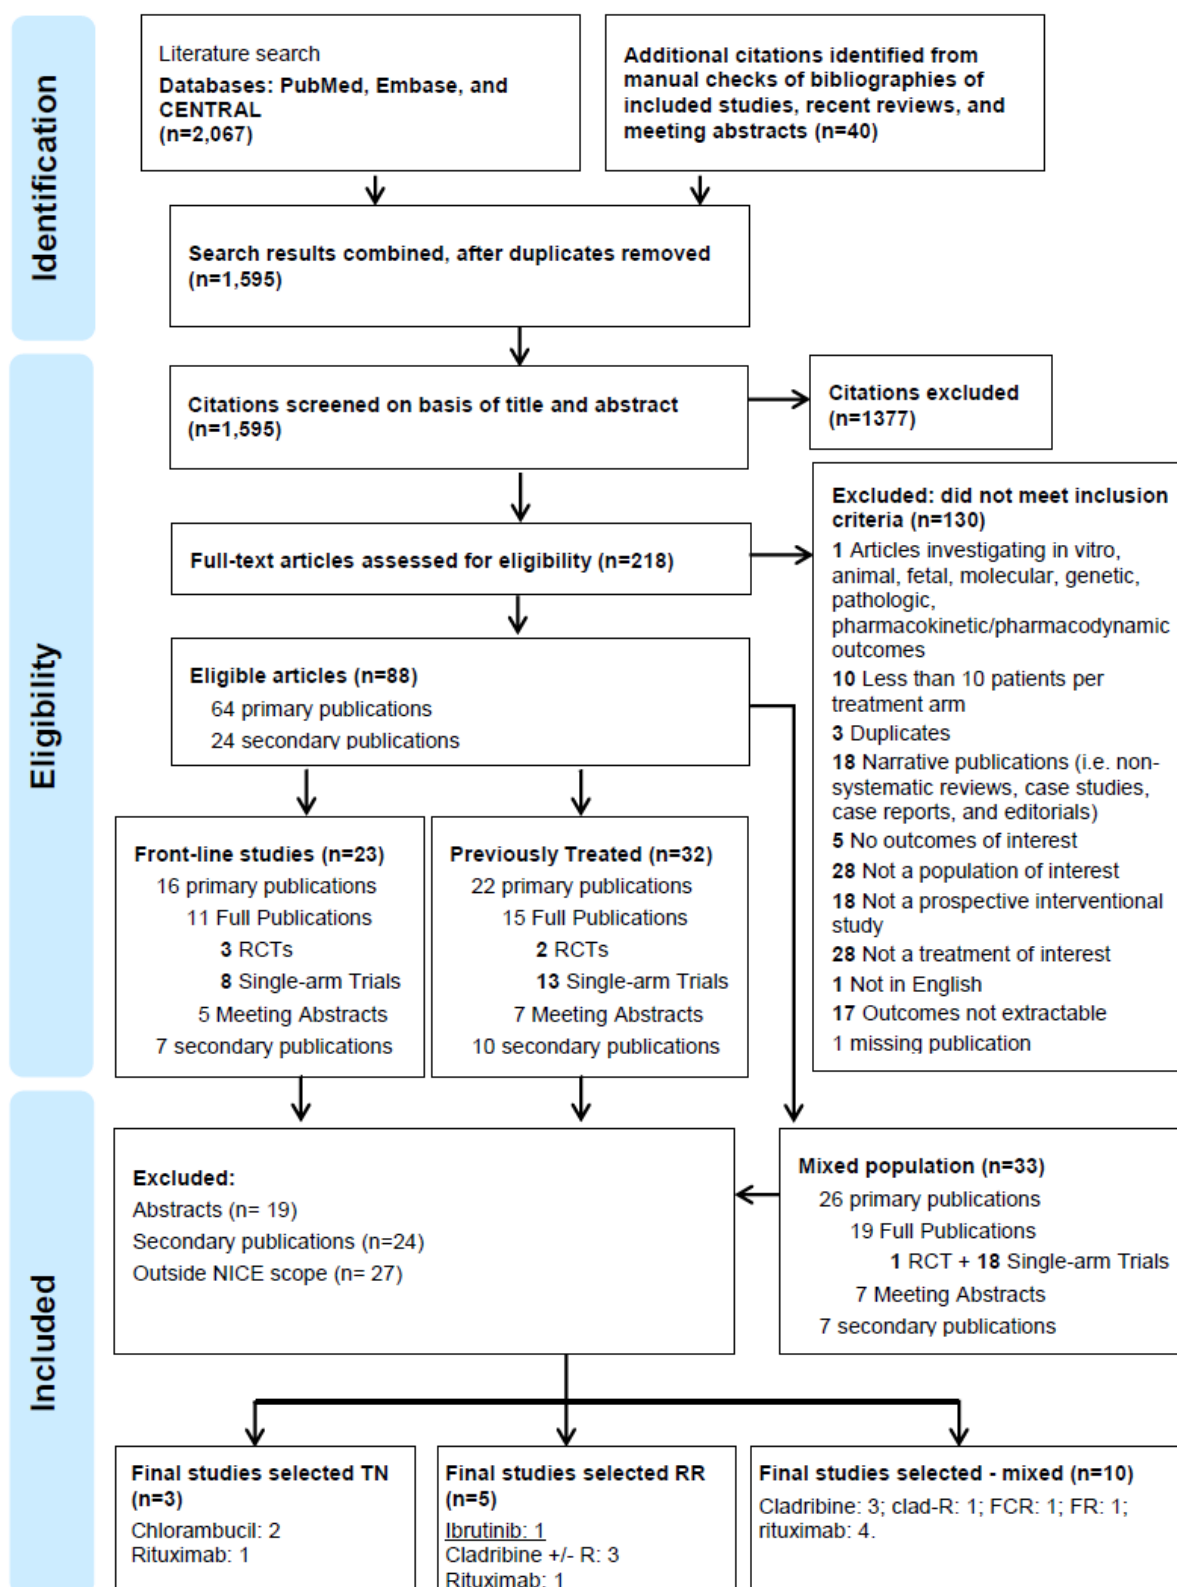 Identification
Literature search
Databases: PubMed, Embase, and
CENTRAL
(n=2,067)
Additional citations identified from
manual checks of bibliographies of
included studies, recent reviews, and
meeting abstracts (n=40)
Search results combined, after duplicates removed
(n=1,595)
Eligibility
Citations screened on basis of title and abstract
(n=1,595)
Citations excluded
(n=1377)
Full-text articles assessed for eligibility (n=218)
Excluded: did not meet inclusion
criteria (n=130)
1 Articles investigating in vitro,
animal, fetal, molecular, genetic,
pathologic,
pharmacokinetic/pharmacodynamic
outcomes
10 Less than 10 patients per
treatment arm
3 Duplicates
18 Narrative publications (i.e. non-
systematic reviews, case studies,
case reports, and editorials)
5 No outcomes of interest
28 Not a population of interest
18 Not a prospective interventional
study
28 Not a treatment of interest
1 Not in English
17 Outcomes not extractable
1 missing publication
Eligible articles (n=88)
64 primary publications
24 secondary publications
Front-line studies (n=23)
16 primary publications
11 Full Publications
3 RCTs
8 Single-arm Trials
5 Meeting Abstracts
7 secondary publications
Previously Treated (n=32)
22 primary publications
15 Full Publications
2 RCTs
13 Single-arm Trials
7 Meeting Abstracts
10 secondary publications
Included
Excluded:
Abstracts (n= 19)
Secondary publications (n=24)
Outside NICE scope (n= 27)
Mixed population (n=33)
26 primary publications
19 Full Publications
1 RCT + 18 Single-arm Trials
7 Meeting Abstracts
7 secondary publications
Final studies selected TN
(n=3)
Chlorambucil: 2
Rituximab: 1
Final studies selected RR
(n=5)
Ibrutinib: 1
Cladribine +/- R: 3
Rituximab: 1
Final studies selected - mixed (n=10)
Cladribine: 3; clad-R: 1; FCR: 1; FR: 1;
rituximab: 4.